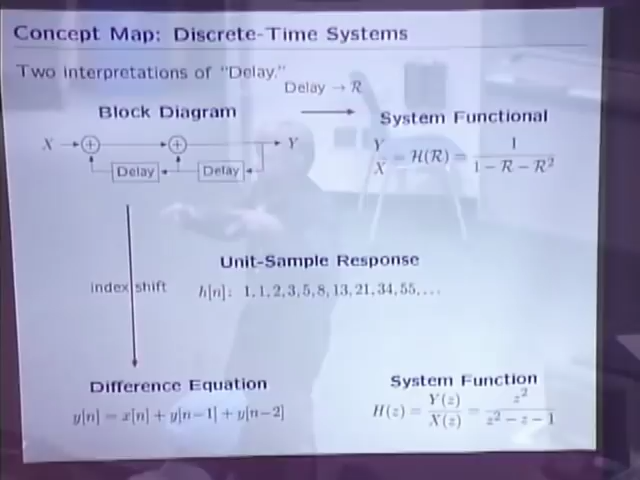 Concept Map: Discrete-Time Systems
Two interpretations of "Delay."
Delay → R
Block Diagram
System Functional
X → + → + → Y
Delay Delay
Y/X = H(R) = 1/(1 − R − R²)
Unit-Sample Response
index shift
h[n]: 1, 1, 2, 3, 5, 8, 13, 21, 34, 55, ...
Difference Equation
System Function
y[n] = x[n] + y[n−1] + y[n−2]
H(z) = Y(z)/X(z) = z²/(z² − z − 1)